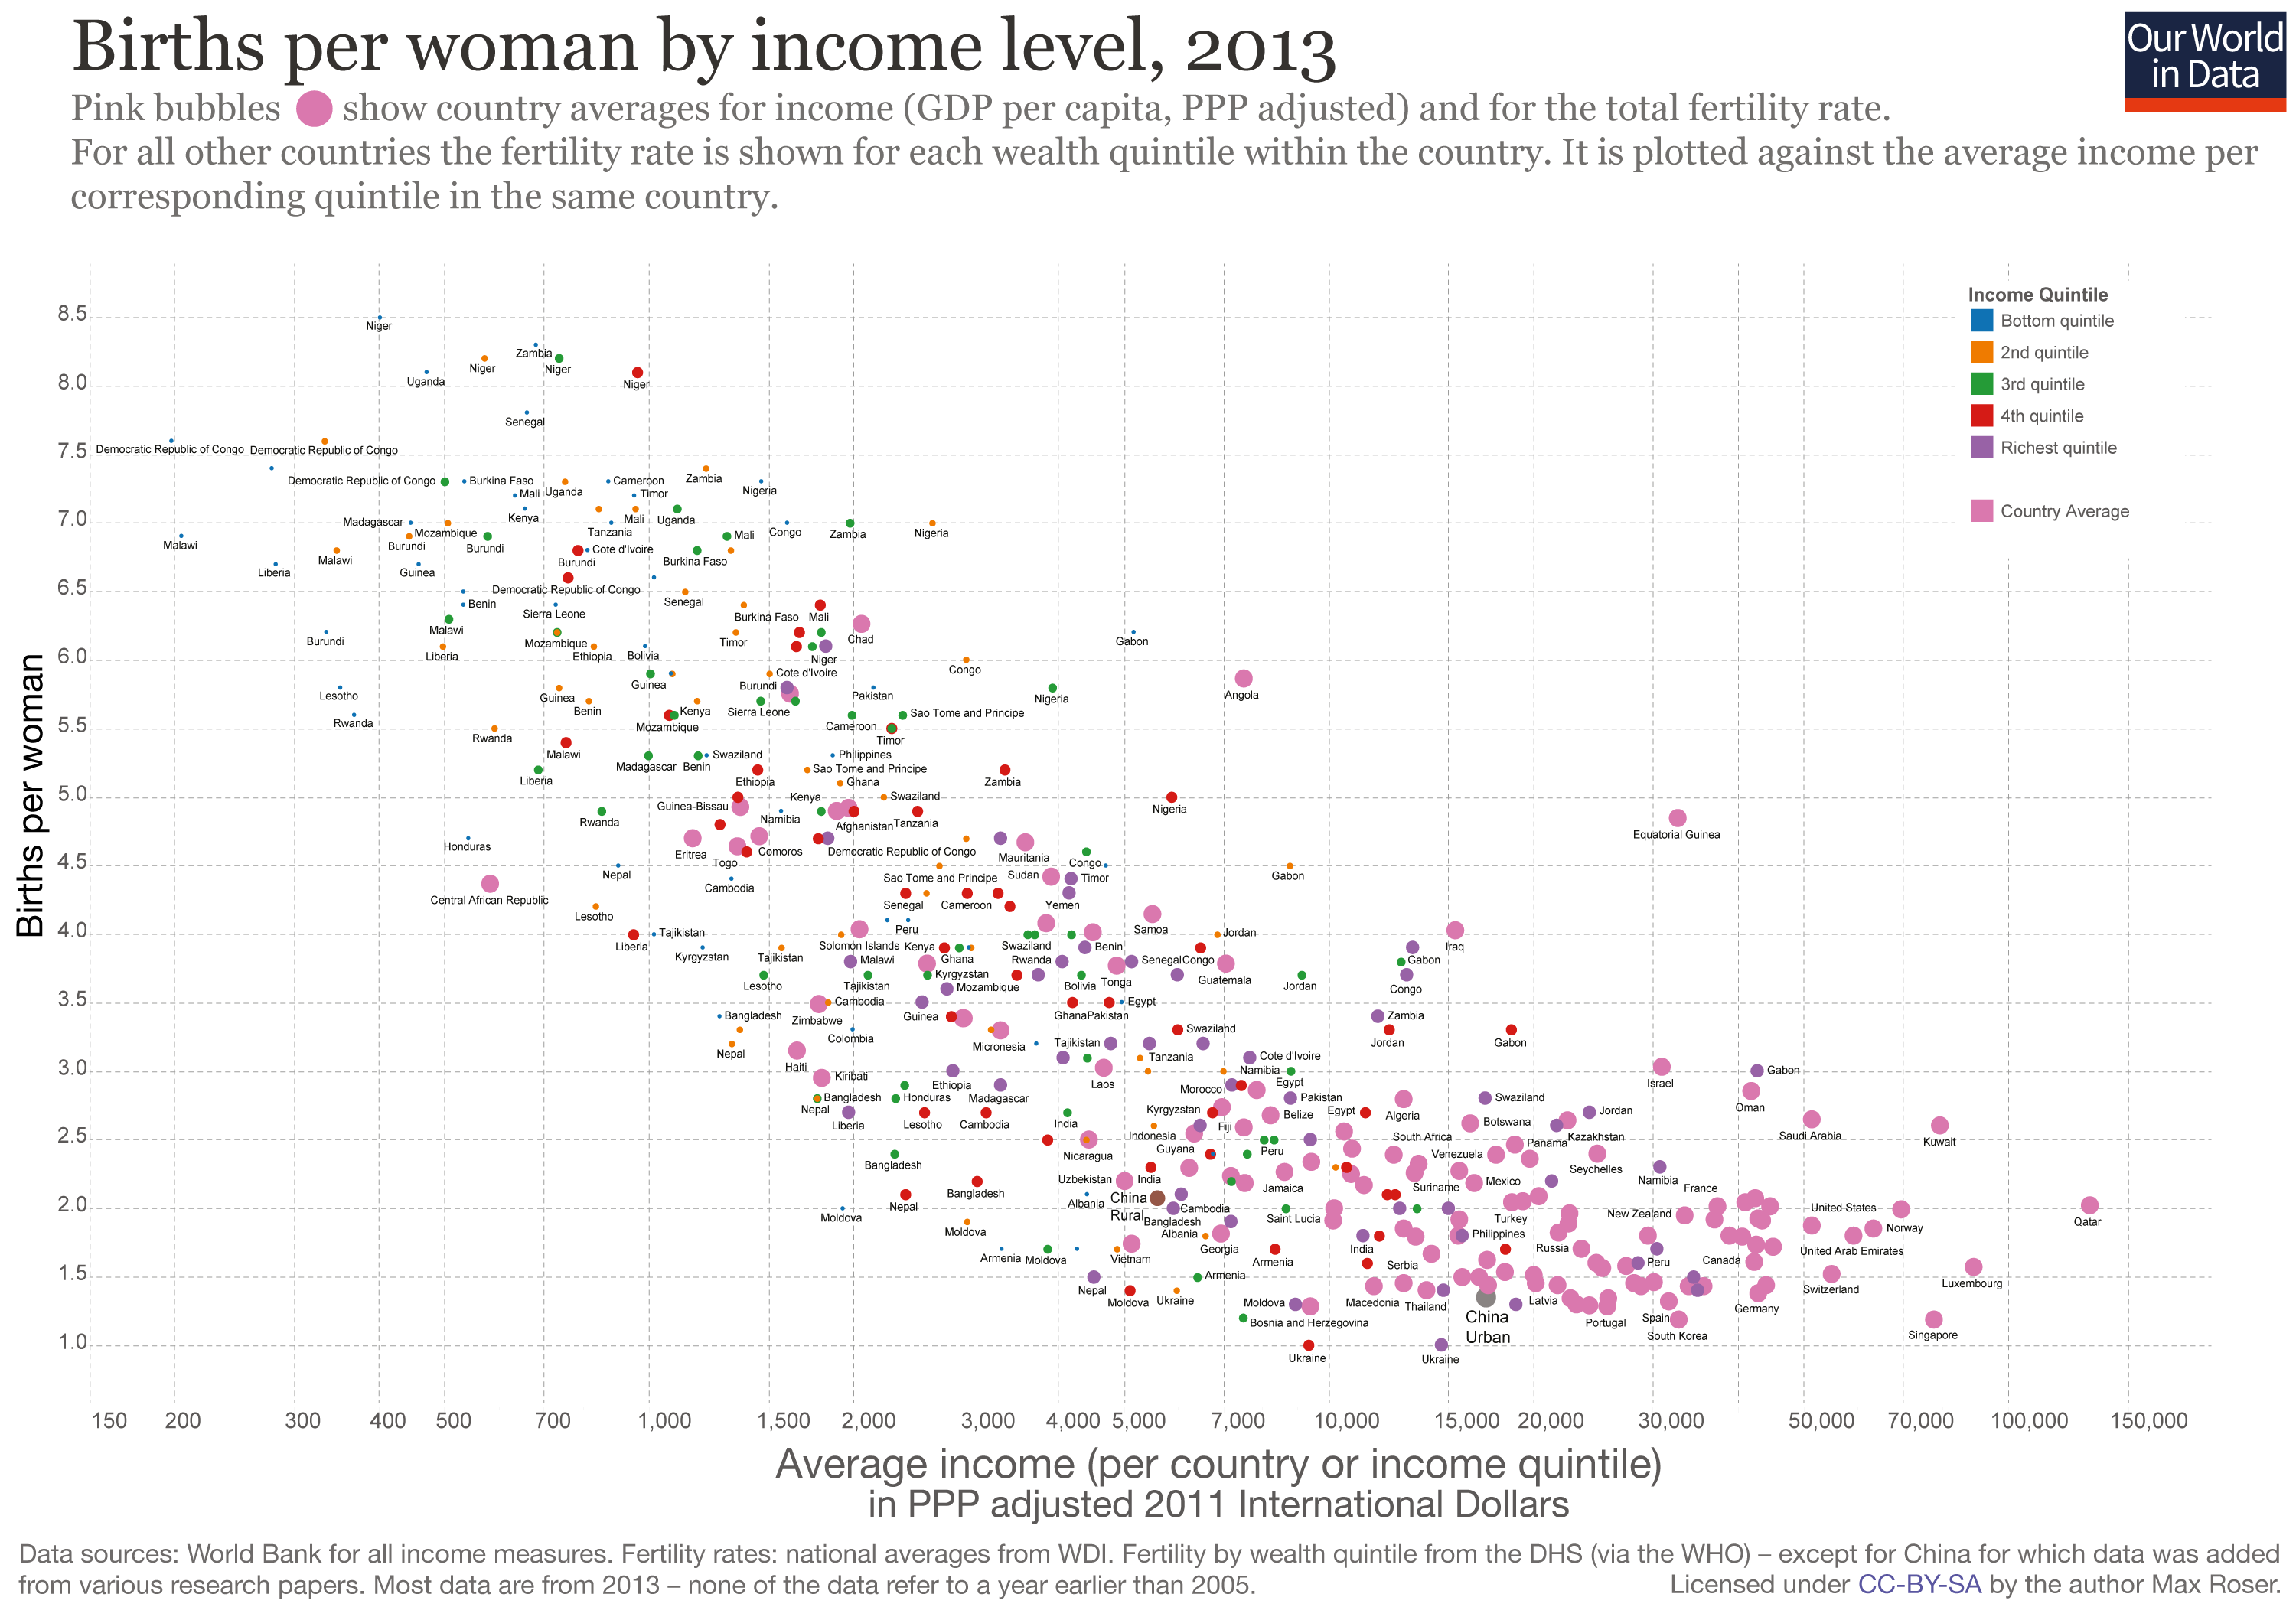 Births per woman by income level, 2013
Our World
in Data
Pink bubbles show country averages for income (GDP per capita, PPP adjusted) and for the total fertility rate.
For all other countries the fertility rate is shown for each wealth quintile within the country. It is plotted against the average income per
corresponding quintile in the same country.
Income Quintile
Bottom quintile
2nd quintile
3rd quintile
4th quintile
Richest quintile
Country Average
Births per woman
8.5
Niger
Zambia
Niger
Niger
8.0
Uganda
Niger
Senegal
7.5
Democratic Republic of Congo
Democratic Republic of Congo
Zambia
Democratic Republic of Congo
Burkina Faso
Uganda
Cameroon
Nigeria
Mali
Timor
7.0
Madagascar
Mozambique
Kenya
Tanzania
Mali
Uganda
Congo
Zambia
Nigeria
Malawi
Burundi
Burundi
Mali
Malawi
Burundi
Cote d'Ivoire
Burkina Faso
Liberia
Guinea
6.5
Democratic Republic of Congo
Benin
Sierra Leone
Senegal
Burkina Faso
Mali
Malawi
Chad
Burundi
Mozambique
Timor
Gabon
6.0
Liberia
Ethiopia
Bolivia
Niger
Congo
Lesotho
Guinea
Guinea
Cote d'Ivoire
Burundi
Pakistan
Nigeria
Angola
Rwanda
Benin
Kenya
Sierra Leone
Sao Tome and Principe
5.5
Rwanda
Mozambique
Cameroon
Timor
Malawi
Madagascar
Benin
Swaziland
Philippines
Liberia
Ethiopia
Sao Tome and Principe
Ghana
Zambia
5.0
Guinea-Bissau
Kenya
Swaziland
Nigeria
Rwanda
Namibia
Afghanistan
Tanzania
Equatorial Guinea
Honduras
Eritrea
Togo
Comoros
Democratic Republic of Congo
Mauritania
Congo
4.5
Nepal
Cambodia
Sao Tome and Principe
Sudan
Timor
Gabon
Central African Republic
Lesotho
Senegal
Cameroon
Yemen
4.0
Liberia
Tajikistan
Peru
Samoa
Jordan
Iraq
Kyrgyzstan
Tajikistan
Solomon Islands
Kenya
Ghana
Swaziland
Benin
Malawi
Rwanda
Senegal
Congo
Gabon
Lesotho
Tajikistan
Kyrgyzstan
Mozambique
Bolivia
Tonga
Guatemala
Jordan
Congo
3.5
Cambodia
Zimbabwe
Guinea
Ghana
Pakistan
Egypt
Bangladesh
Colombia
Micronesia
Swaziland
Zambia
Jordan
Gabon
Nepal
Tajikistan
Tanzania
Cote d'Ivoire
3.0
Haiti
Kiribati
Ethiopia
Madagascar
Laos
Morocco
Namibia
Egypt
Israel
Gabon
Nepal
Bangladesh
Honduras
Pakistan
Swaziland
Oman
Liberia
Lesotho
Cambodia
India
Kyrgyzstan
Belize
Egypt
Algeria
Botswana
Jordan
2.5
Indonesia
Fiji
South Africa
Panama
Kazakhstan
Saudi Arabia
Kuwait
Bangladesh
Nicaragua
Guyana
Peru
Venezuela
Seychelles
Uzbekistan
India
Jamaica
Suriname
Mexico
Namibia
2.0
Nepal
Bangladesh
Albania
China
Rural
Cambodia
Saint Lucia
Turkey
New Zealand
France
United States
Qatar
Moldova
Moldova
Bangladesh
Albania
Georgia
India
Philippines
Russia
Norway
Armenia
Moldova
Vietnam
Armenia
Serbia
Peru
Canada
United Arab Emirates
1.5
Nepal
Armenia
Switzerland
Luxembourg
Moldova
Ukraine
Moldova
Macedonia
Thailand
Latvia
Germany
Bosnia and Herzegovina
China
Urban
Portugal
Spain
South Korea
Singapore
1.0
Ukraine
Ukraine
150 200 300 400 500 700 1,000 1,500 2,000 3,000 4,000 5,000 7,000 10,000 15,000 20,000 30,000 50,000 70,000 100,000 150,000
Average income (per country or income quintile)
in PPP adjusted 2011 International Dollars
Data sources: World Bank for all income measures. Fertility rates: national averages from WDI. Fertility by wealth quintile from the DHS (via the WHO) – except for China for which data was added
from various research papers. Most data are from 2013 – none of the data refer to a year earlier than 2005.
Licensed under CC-BY-SA by the author Max Roser.